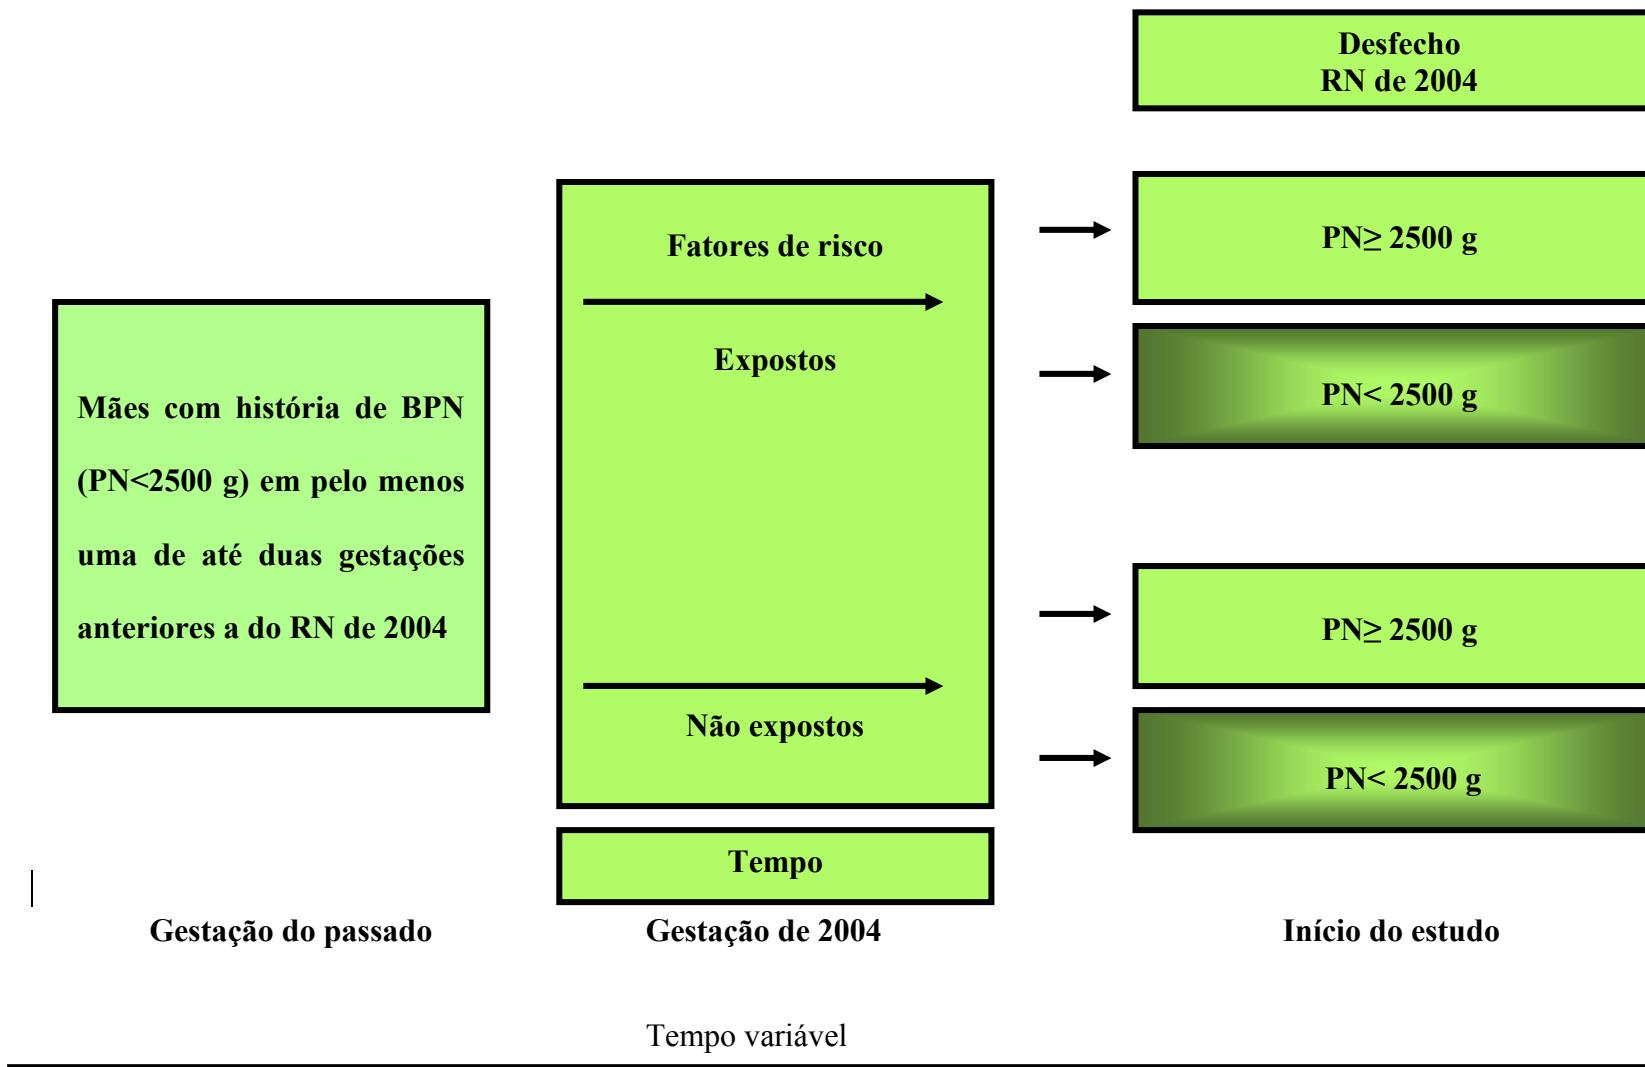 Desfecho
RN de 2004
Fatores de risco
Expostos
Não expostos
Mães com história de BPN
(PN<2500 g) em pelo menos
uma de até duas gestações
anteriores a do RN de 2004
PN≥ 2500 g
PN< 2500 g
PN≥ 2500 g
PN< 2500 g
Tempo
Gestação do passado
Gestação de 2004
Início do estudo
Tempo variável